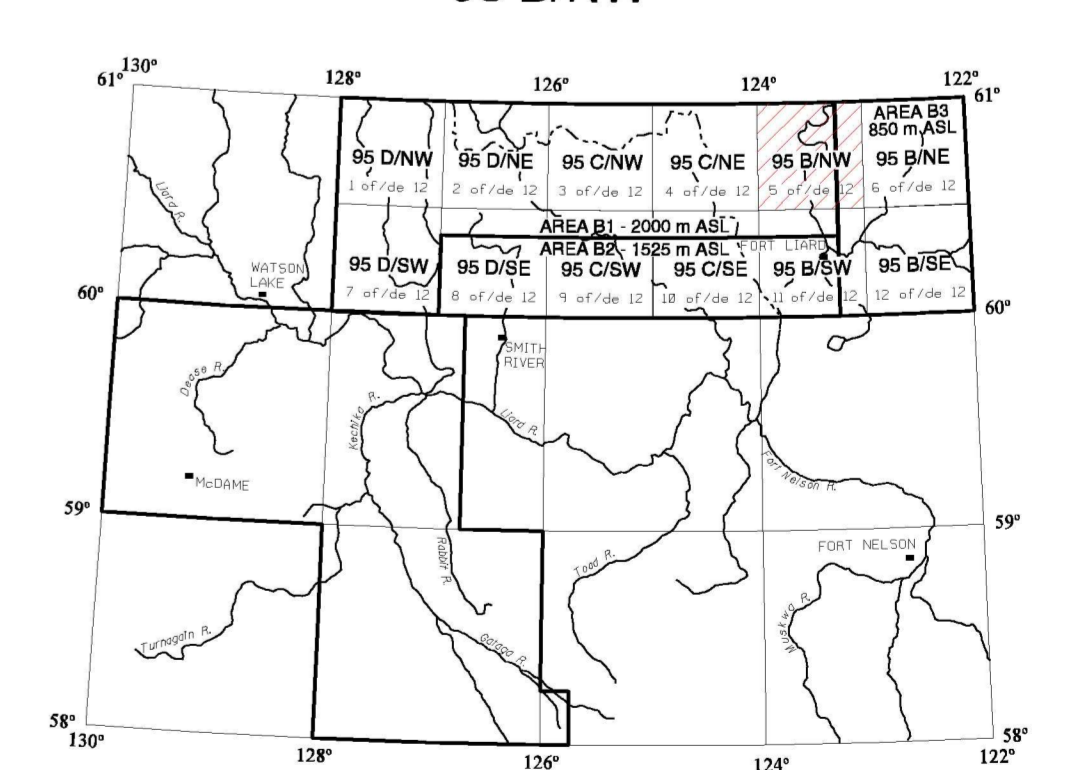 130°
61°
128°
126°
124°
122°
61°
AREA B3
850 m ASL
95 D/NW
95 D/NE
95 C/NW
95 C/NE
95 B/NW
95 B/NE
1 of/de 12
2 of/de 12
3 of/de 12
4 of/de 12
5 of/de 12
6 of/de 12
Liard R.
AREA B1 - 2000 m ASL
AREA B2 - 1525 m ASL
FORT LIARD
WATSON
LAKE
95 D/SW
95 D/SE
95 C/SW
95 C/SE
95 B/SW
95 B/SE
7 of/de 12
8 of/de 12
9 of/de 12
10 of/de 12
11 of/de 12
12 of/de 12
60°
60°
SMITH
RIVER
Dease R.
Kechika R.
Liard R.
Fort Nelson R.
McDAME
59°
59°
FORT NELSON
Rabbit R.
Toad R.
Muskwa R.
Turnagain R.
Gataga R.
58°
130°
128°
126°
124°
58°
122°